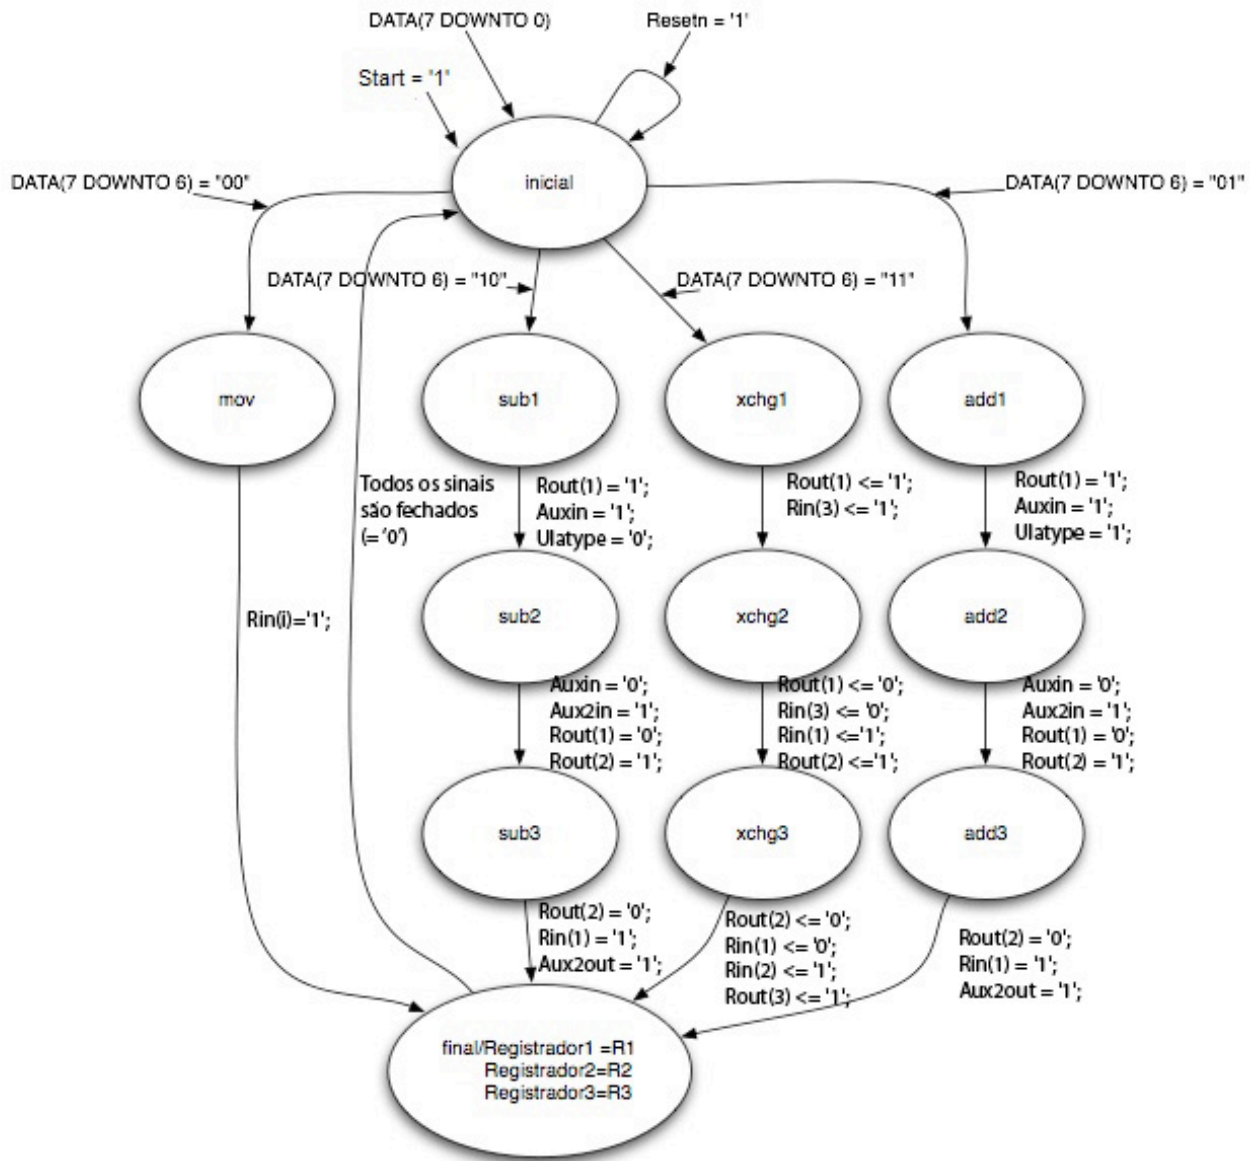 DATA(7 DOWNTO 0)
Resetn = '1'
Start = '1'
inicial
DATA(7 DOWNTO 6) = "00"
DATA(7 DOWNTO 6) = "01"
DATA(7 DOWNTO 6) = "10"
DATA(7 DOWNTO 6) = "11"
mov
sub1
xchg1
add1
Todos os sinais
são fechados
(= '0')
Rout(1) = '1';
Auxin = '1';
Ulatype = '0';
Rout(1) <= '1';
Rin(3) <= '1';
Rout(1) = '1';
Auxin = '1';
Ulatype = '1';
Rin(i)='1';
sub2
xchg2
add2
Auxin = '0';
Aux2in = '1';
Rout(1) = '0';
Rout(2) = '1';
Rout(1) <= '0';
Rin(3) <= '0';
Rin(1) <='1';
Rout(2) <='1';
Auxin = '0';
Aux2in = '1';
Rout(1) = '0';
Rout(2) = '1';
sub3
xchg3
add3
Rout(2) = '0';
Rin(1) = '1';
Aux2out = '1';
Rout(2) <= '0';
Rin(1) <= '0';
Rin(2) <= '1';
Rout(3) <= '1';
Rout(2) = '0';
Rin(1) = '1';
Aux2out = '1';
final/Registrador1 =R1
Registrador2=R2
Registrador3=R3